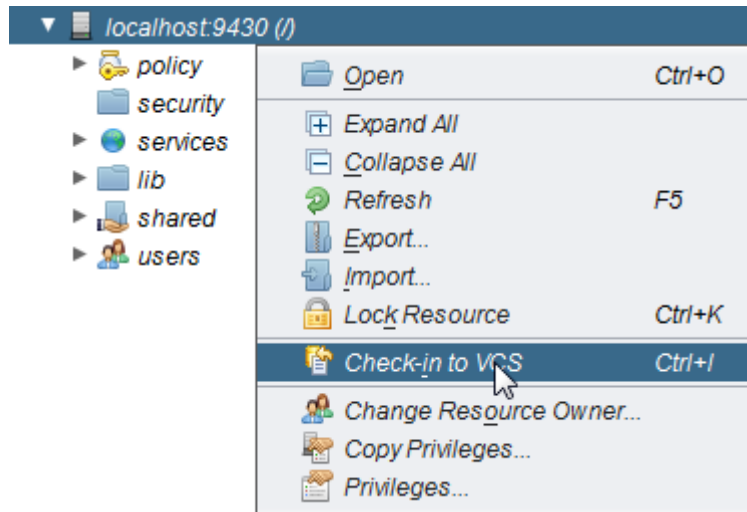 localhost:9430 (/)
policy
security
services
lib
shared
users
Open Ctrl+O
Expand All
Collapse All
Refresh F5
Export...
Import...
Lock Resource Ctrl+K
Check-in to VCS Ctrl+I
Change Resource Owner...
Copy Privileges...
Privileges...